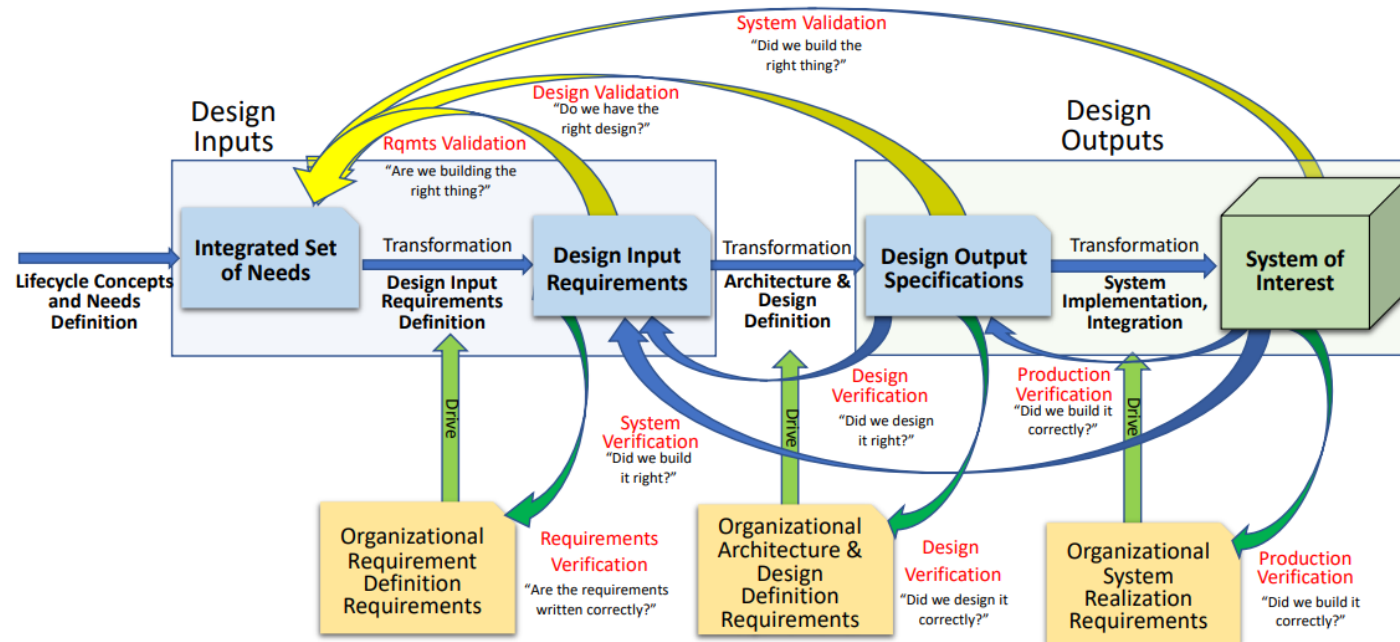 System Validation
“Did we build the
right thing?”
Design Validation
“Do we have the
right design?”
Design
Inputs
Rqmts Validation
“Are we building the
right thing?”
Design
Outputs
Lifecycle Concepts
and Needs
Definition
Integrated Set
of Needs
Transformation
Design Input
Requirements
Definition
Design Input
Requirements
Transformation
Architecture &
Design
Definition
Design Output
Specifications
Transformation
System
Implementation,
Integration
System of
Interest
Drive
System
Verification
“Did we build
it right?”
Drive
Design
Verification
“Did we design
it right?”
Production
Verification
“Did we build it
correctly?”
Drive
Organizational
Requirement
Definition
Requirements
Requirements
Verification
“Are the requirements
written correctly?”
Organizational
Architecture &
Design
Definition
Requirements
Design
Verification
“Did we design it
correctly?”
Organizational
System
Realization
Requirements
Production
Verification
“Did we build it
correctly?”